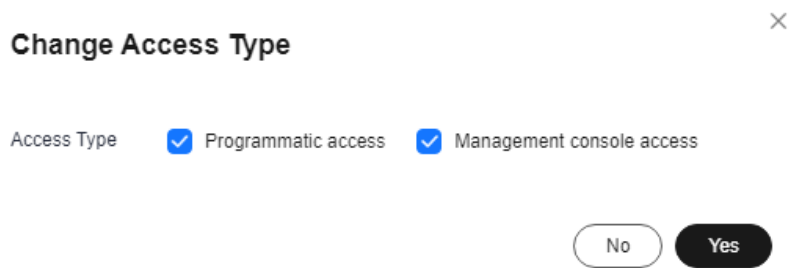 Change Access Type
Access Type Programmatic access Management console access
No Yes